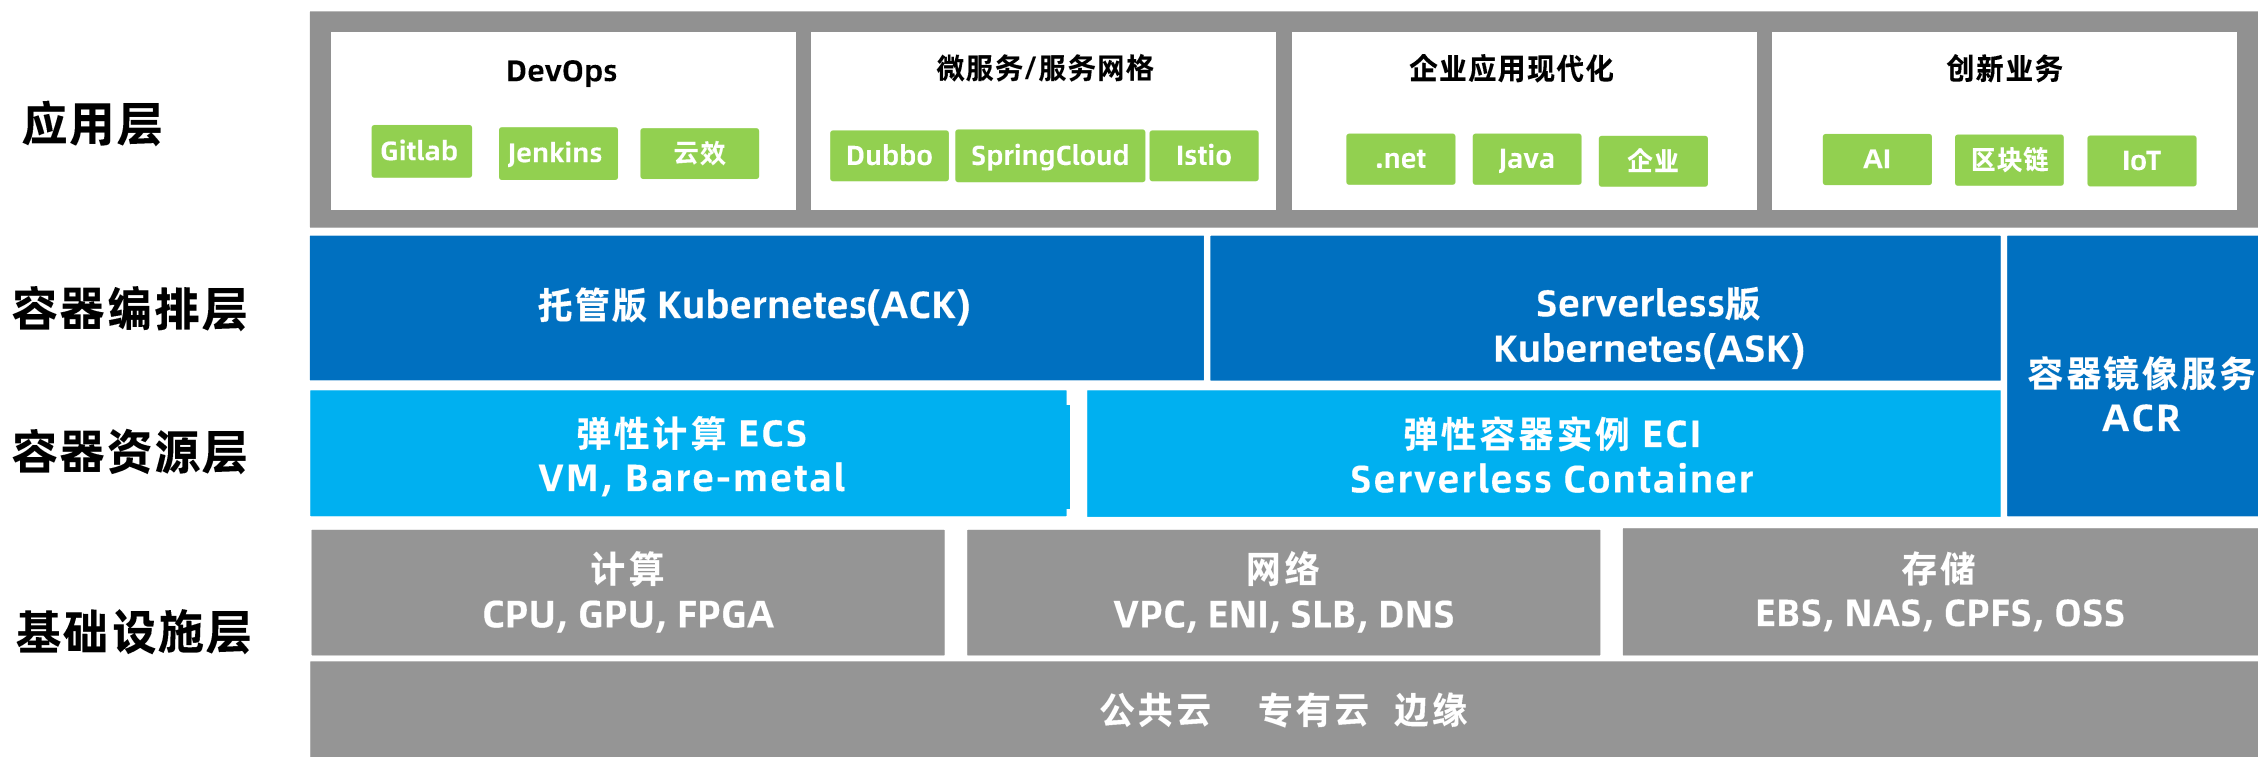 应用层
DevOps
Gitlab
Jenkins
云效
微服务/服务网格
Dubbo
SpringCloud
Istio
企业应用现代化
.net
Java
企业
创新业务
AI
区块链
IoT
容器编排层
托管版 Kubernetes(ACK)
Serverless版
Kubernetes(ASK)
容器镜像服务
ACR
容器资源层
弹性计算 ECS
VM, Bare-metal
弹性容器实例 ECI
Serverless Container
基础设施层
计算
CPU, GPU, FPGA
网络
VPC, ENI, SLB, DNS
存储
EBS, NAS, CPFS, OSS
公共云 专有云 边缘